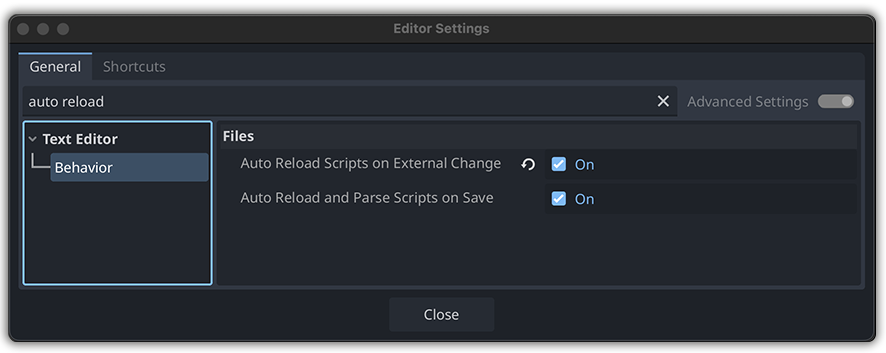 Editor Settings
General Shortcuts
auto reload Advanced Settings
Text Editor
Behavior
Files
Auto Reload Scripts on External Change On
Auto Reload and Parse Scripts on Save On
Close